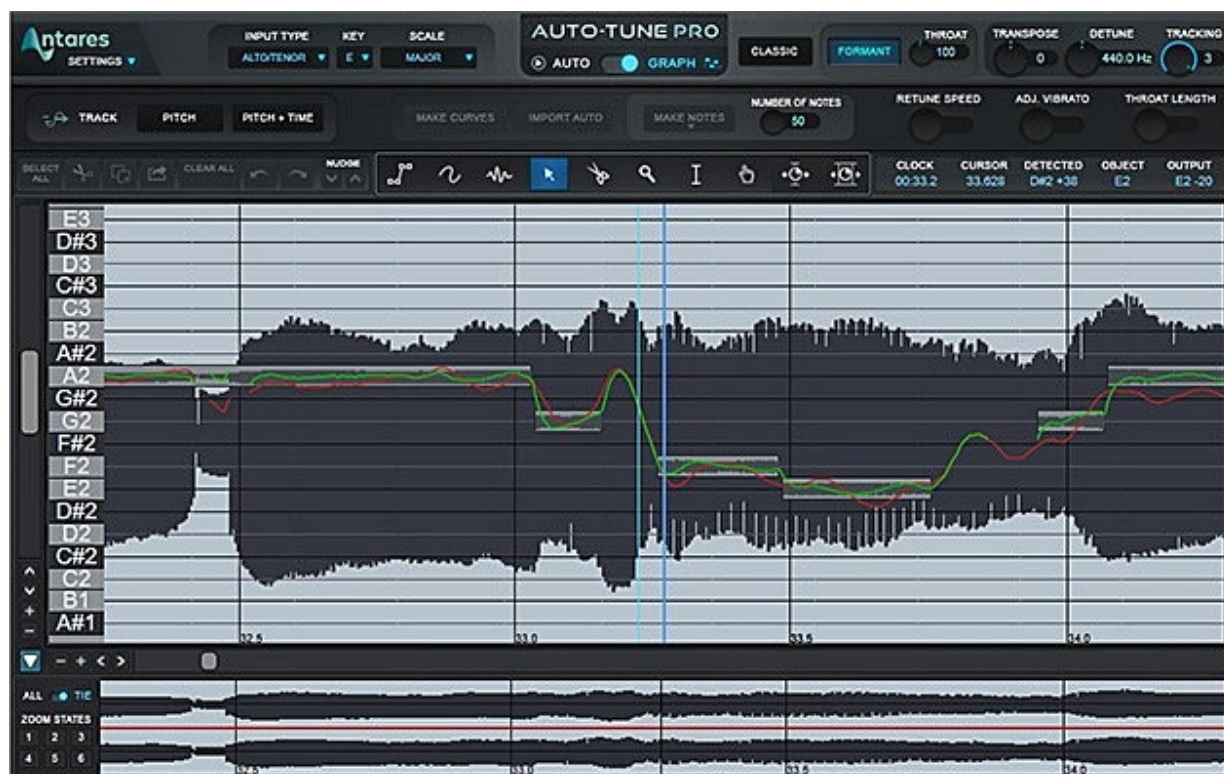 Antares
SETTINGS
INPUT TYPE KEY SCALE
ALTO/TENOR E MAJOR
AUTO-TUNE PRO
AUTO GRAPH
CLASSIC
FORMANT
THROAT
100
TRANSPOSE
0
DETUNE
440.0 Hz
TRACKING
3
TRACK PITCH PITCH + TIME
MAKE CURVES IMPORT AUTO MAKE NOTES
NUMBER OF NOTES
50
RETUNE SPEED ADJ. VIBRATO THROAT LENGTH
SELECT ALL
CLEAR ALL
NUDGE
CLOCK CURSOR DETECTED OBJECT OUTPUT
00:33.2 33.628 D#2 +38 E2 E2 -20
E3
D#3
D3
C#3
C3
B2
A#2
A2
G#2
G2
F#2
F2
E2
D#2
D2
C#2
C2
B1
A#1
32.5 33.0 33.5 34.0
ALL TIE
ZOOM STATES
1 2 3
4 5 6
32.5 33.0 33.5 34.0